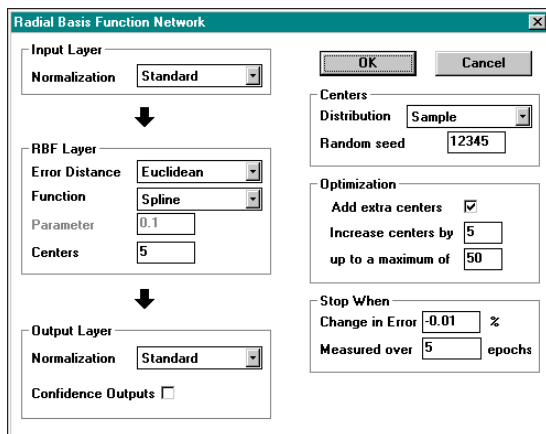 Radial Basis Function Network
Input Layer
Normalization Standard
RBF Layer
Error Distance Euclidean
Function Spline
Parameter 0.1
Centers 5
Output Layer
Normalization Standard
Confidence Outputs
OK Cancel
Centers
Distribution Sample
Random seed 12345
Optimization
Add extra centers
Increase centers by 5
up to a maximum of 50
Stop When
Change in Error -0.01 %
Measured over 5 epochs